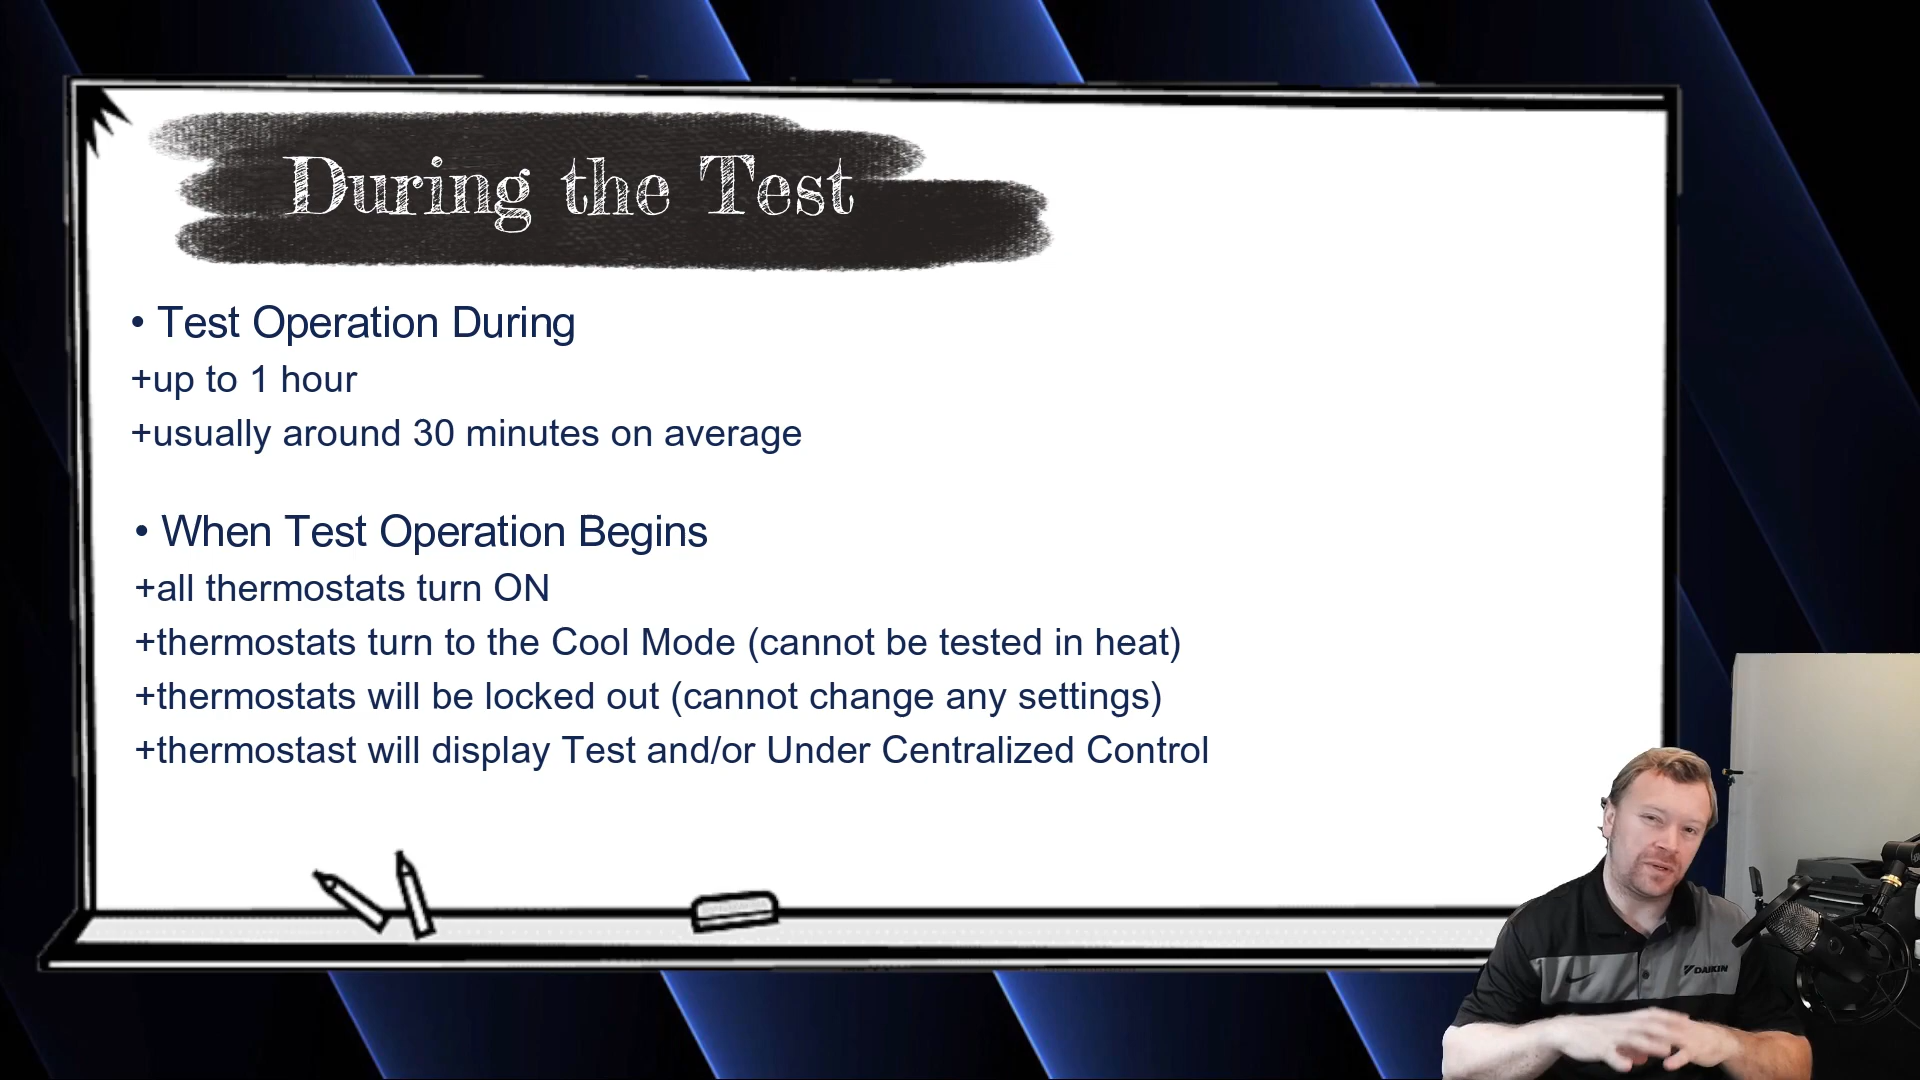 During the Test
• Test Operation During
+up to 1 hour
+usually around 30 minutes on average
• When Test Operation Begins
+all thermostats turn ON
+thermostats turn to the Cool Mode (cannot be tested in heat)
+thermostats will be locked out (cannot change any settings)
+thermostast will display Test and/or Under Centralized Control
DAIKIN